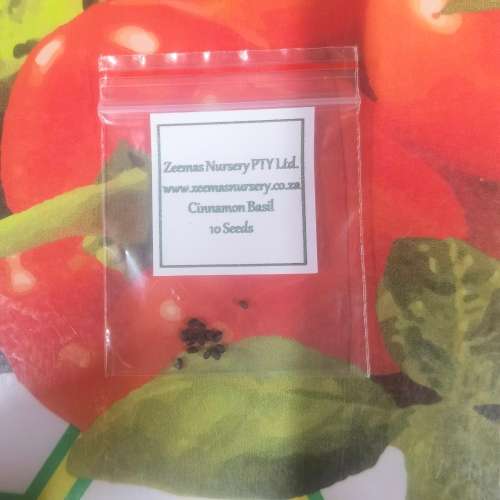 Zeemas Nursery PTY Ltd.
www.zeemasnursery.co.za
Cinnamon Basil
10 Seeds